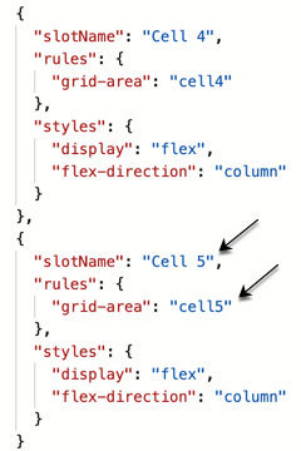 {
"slotName": "Cell 4",
"rules": {
"grid-area": "cell4"
},
"styles": {
"display": "flex",
"flex-direction": "column"
}
},
{
"slotName": "Cell 5",
"rules": {
"grid-area": "cell5"
},
"styles": {
"display": "flex",
"flex-direction": "column"
}
}